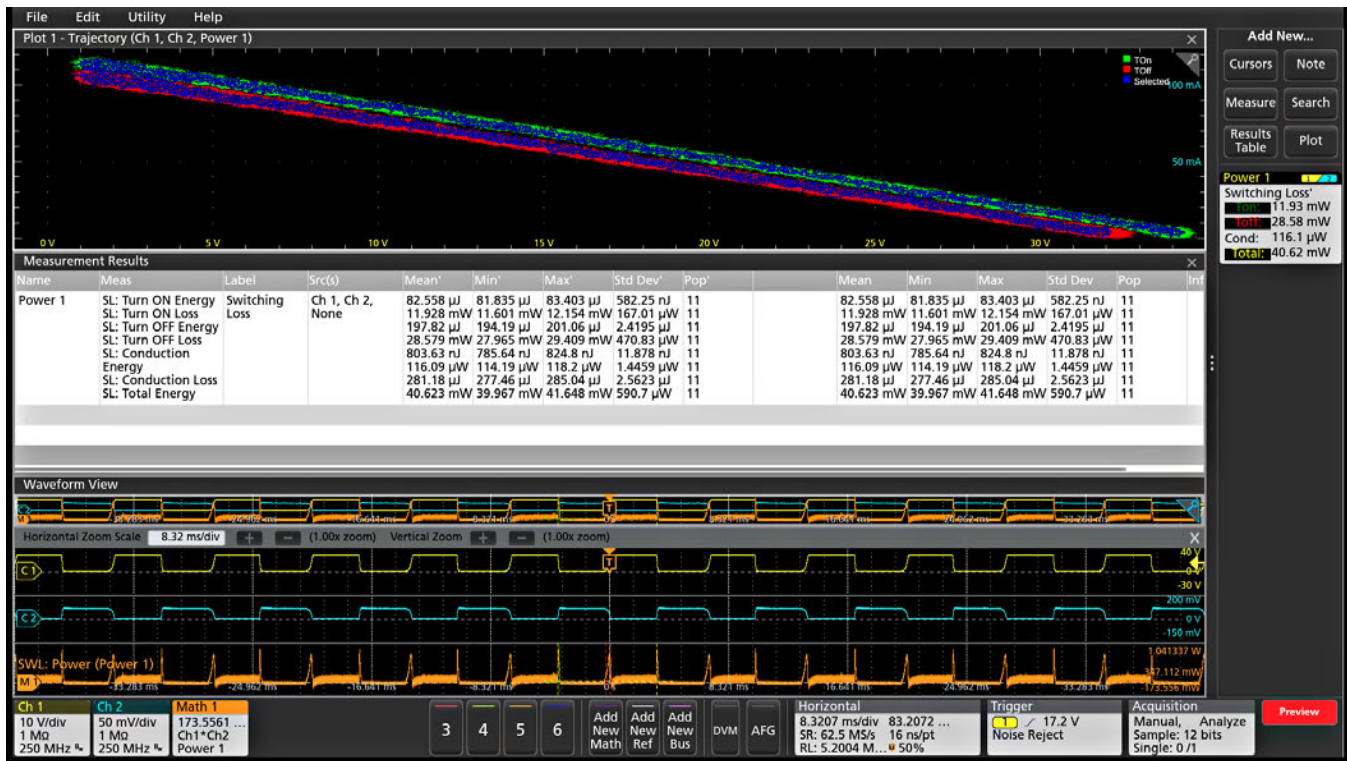 File Edit Utility Help
Plot 1 - Trajectory (Ch 1, Ch 2, Power 1)
TOn
TOff
Selected
100 mA
50 mA
0 V 5 V 10 V 15 V 20 V 25 V 30 V
Measurement Results
Name Meas Label Src(s) Mean' Min' Max' Std Dev' Pop' Mean Min Max Std Dev Pop Inf
Power 1 SL: Turn ON Energy Switching Ch 1, Ch 2, 82.558 µJ 81.835 µJ 83.403 µJ 582.25 nJ 11 82.558 µJ 81.835 µJ 83.403 µJ 582.25 nJ 11
SL: Turn ON Loss Loss None 11.928 mW 11.601 mW 12.154 mW 167.01 µW 11 11.928 mW 11.601 mW 12.154 mW 167.01 µW 11
SL: Turn OFF Energy 197.82 µJ 194.19 µJ 201.06 µJ 2.4195 µJ 11 197.82 µJ 194.19 µJ 201.06 µJ 2.4195 µJ 11
SL: Turn OFF Loss 28.579 mW 27.965 mW 29.409 mW 470.83 µW 11 28.579 mW 27.965 mW 29.409 mW 470.83 µW 11
SL: Conduction 803.63 nJ 785.64 nJ 824.8 nJ 11.878 nJ 11 803.63 nJ 785.64 nJ 824.8 nJ 11.878 nJ 11
Energy 116.09 µW 114.19 µW 118.2 µW 1.4459 µW 11 116.09 µW 114.19 µW 118.2 µW 1.4459 µW 11
SL: Conduction Loss 281.18 µJ 277.46 µJ 285.04 µJ 2.5623 µJ 11 281.18 µJ 277.46 µJ 285.04 µJ 2.5623 µJ 11
SL: Total Energy 40.623 mW 39.967 mW 41.648 mW 590.7 µW 11 40.623 mW 39.967 mW 41.648 mW 590.7 µW 11
Waveform View
Horizontal Zoom Scale 8.32 ms/div + - (1.00x zoom) Vertical Zoom + - (1.00x zoom)
T
C 1
40 V
0 V
-30 V
C 2
200 mV
0 V
-150 mV
SWL: Power (Power 1)
M 1
1.041337 W
347.112 mW
-173.556 mW
-33.283 ms -24.962 ms -16.641 ms -8.321 ms 0 s 8.321 ms 16.641 ms 24.962 ms 33.283 ms
Ch 1
10 V/div
1 MΩ
250 MHz
Ch 2
50 mV/div
1 MΩ
250 MHz
Math 1
173.5561 ...
Ch1*Ch2
Power 1
3 4 5 6
Add New Math
Add New Ref
Add New Bus
DVM AFG
Horizontal
8.3207 ms/div 83.2072 ...
SR: 62.5 MS/s 16 ns/pt
RL: 5.2004 M... 50%
Trigger
1 17.2 V
Noise Reject
Acquisition
Manual, Analyze
Sample: 12 bits
Single: 0 /1
Preview
Add New...
Cursors Note
Measure Search
Results Table Plot
Power 1 1 2
Switching Loss'
Ton: 11.93 mW
Toff: 28.58 mW
Cond: 116.1 µW
Total: 40.62 mW